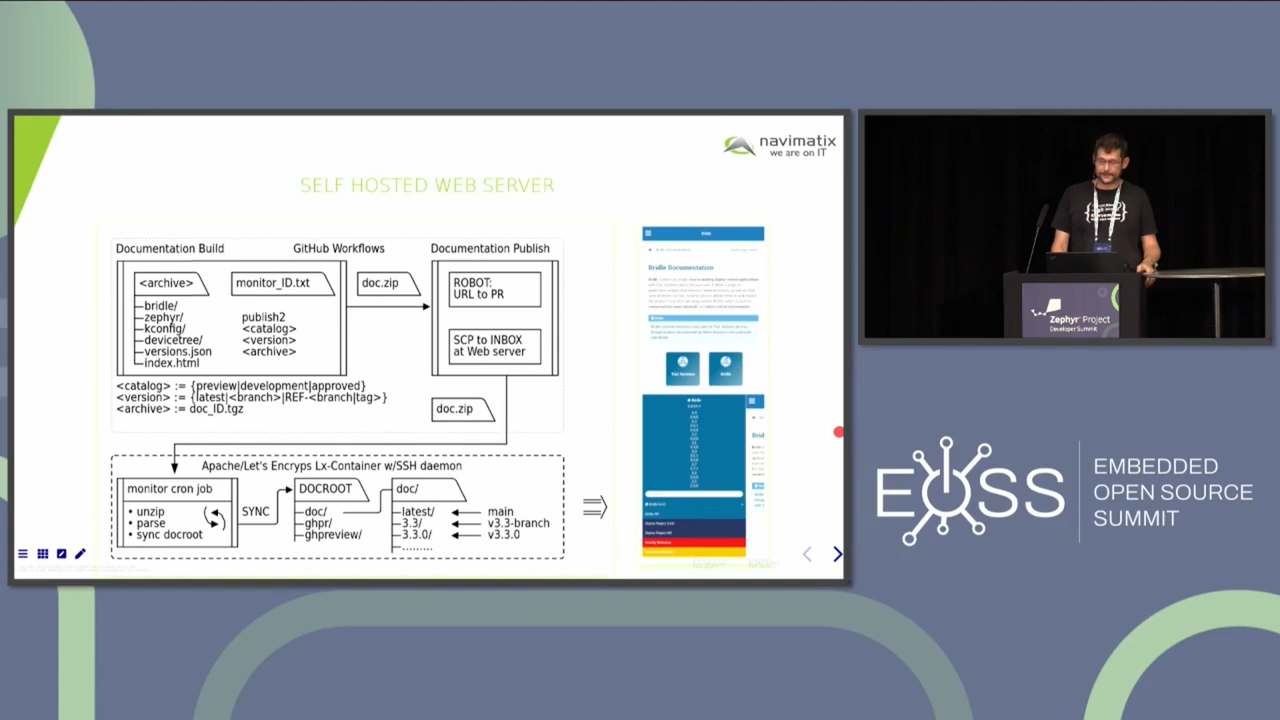 navimatix
we are on IT
SELF HOSTED WEB SERVER
Documentation Build
GitHub Workflows
Documentation Publish
<archive>
bridle/
zephyr/
kconfig/
devicetree/
versions.json
index.html
monitor_ID.txt
publish2
<catalog>
<version>
<archive>
doc.zip
ROBOT:
URL to PR
SCP to INBOX
at Web server
<catalog> := {preview|development|approved}
<version> := {latest|<branch>|REF-<branch|tag>}
<archive> := doc_ID.tgz
doc.zip
Apache/Let's Encryps Lx-Container w/SSH daemon
monitor cron job
• unzip
• parse
• sync docroot
SYNC
DOCROOT
doc/
ghpr/
ghpreview/
doc/
latest/
3.3/
3.3.0/
.........
main
v3.3-branch
v3.3.0
Bridle
Bridle Documentation
Zephyr Project
Developer Summit
EOSS
EMBEDDED
OPEN SOURCE
SUMMIT